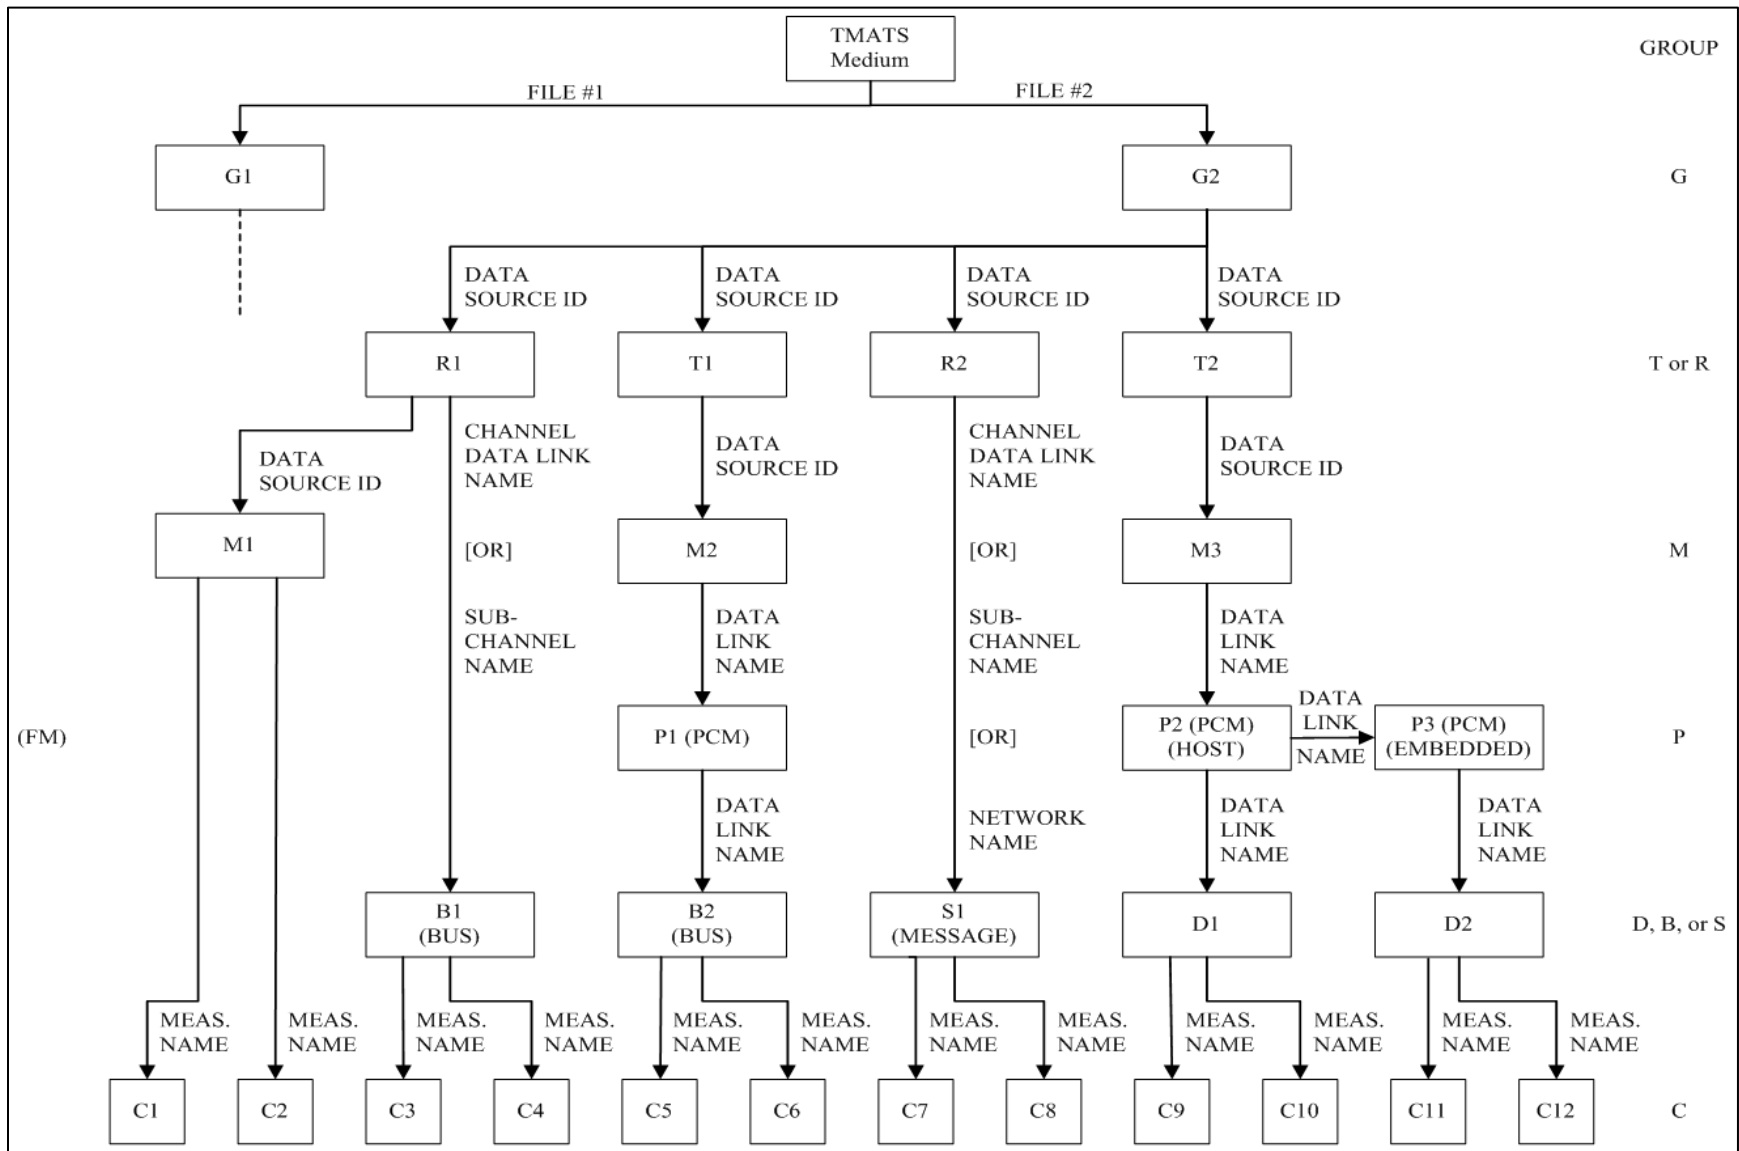 TMATS
Medium
GROUP
FILE #1
FILE #2
G1
G2
G
DATA
SOURCE ID
DATA
SOURCE ID
DATA
SOURCE ID
DATA
SOURCE ID
R1
T1
R2
T2
T or R
DATA
SOURCE ID
CHANNEL
DATA LINK
NAME
DATA
SOURCE ID
CHANNEL
DATA LINK
NAME
DATA
SOURCE ID
M1
[OR]
M2
[OR]
M3
M
SUB-
CHANNEL
NAME
DATA
LINK
NAME
SUB-
CHANNEL
NAME
DATA
LINK
NAME
(FM)
P1 (PCM)
[OR]
P2 (PCM)
(HOST)
DATA
LINK
NAME
P3 (PCM)
(EMBEDDED)
P
DATA
LINK
NAME
NETWORK
NAME
DATA
LINK
NAME
DATA
LINK
NAME
B1
(BUS)
B2
(BUS)
S1
(MESSAGE)
D1
D2
D, B, or S
MEAS.
NAME
MEAS.
NAME
MEAS.
NAME
MEAS.
NAME
MEAS.
NAME
MEAS.
NAME
MEAS.
NAME
MEAS.
NAME
MEAS.
NAME
MEAS.
NAME
MEAS.
NAME
MEAS.
NAME
C1
C2
C3
C4
C5
C6
C7
C8
C9
C10
C11
C12
C